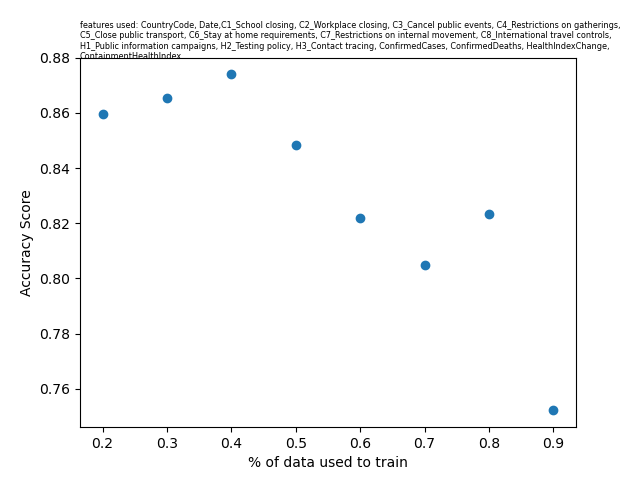 features used: CountryCode, Date,C1_School closing, C2_Workplace closing, C3_Cancel public events, C4_Restrictions on gatherings,
C5_Close public transport, C6_Stay at home requirements, C7_Restrictions on internal movement, C8_International travel controls,
H1_Public information campaigns, H2_Testing policy, H3_Contact tracing, ConfirmedCases, ConfirmedDeaths, HealthIndexChange,
ContainmentHealthIndex
0.88
0.86
0.84
0.82
0.80
0.78
0.76
Accuracy Score
0.2 0.3 0.4 0.5 0.6 0.7 0.8 0.9
% of data used to train